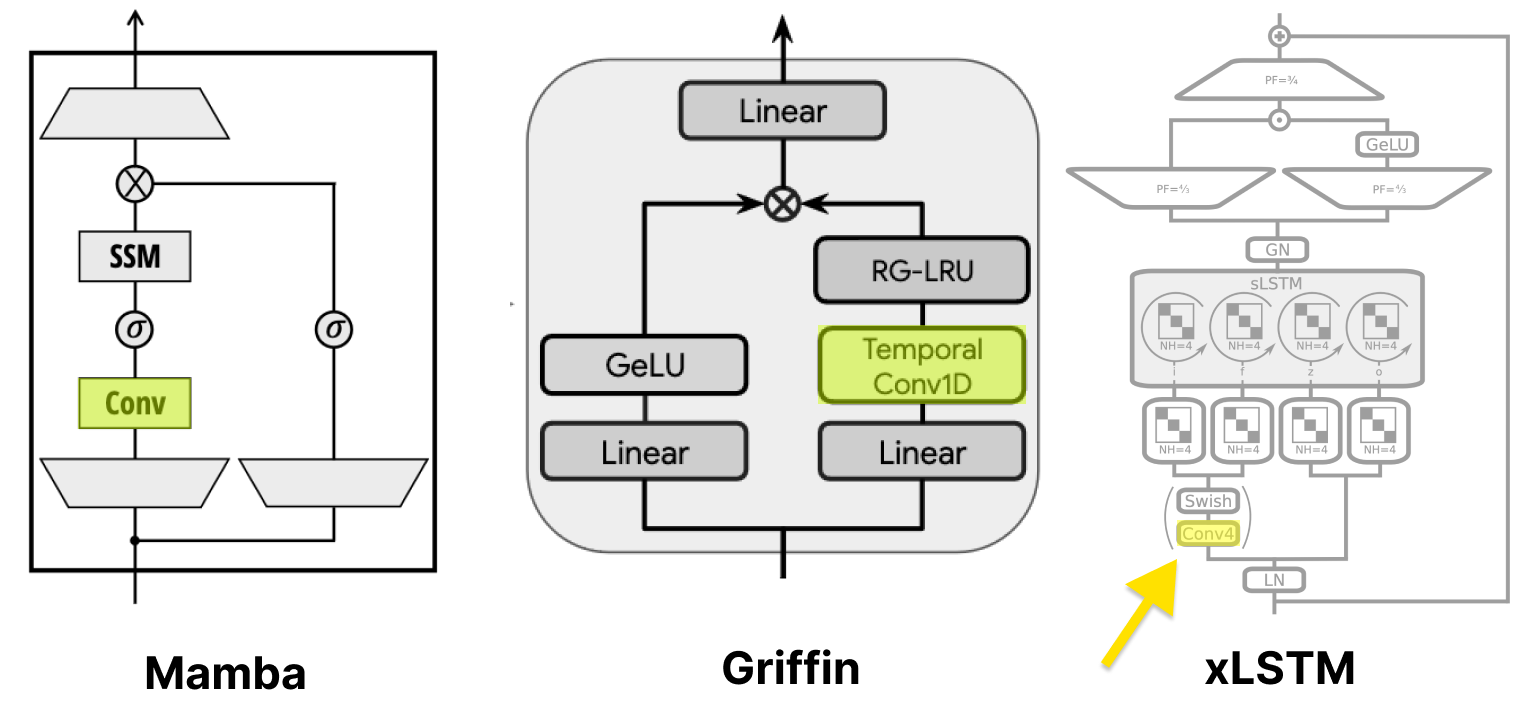 SSM
σ
σ
Conv
Mamba
Linear
RG-LRU
GeLU
Temporal
Conv1D
Linear
Linear
Griffin
PF=¾
GeLU
PF=⁴⁄₃
PF=⁴⁄₃
GN
sLSTM
NH=4
NH=4
NH=4
NH=4
i
f
z
o
NH=4
NH=4
NH=4
NH=4
Swish
Conv4
LN
xLSTM